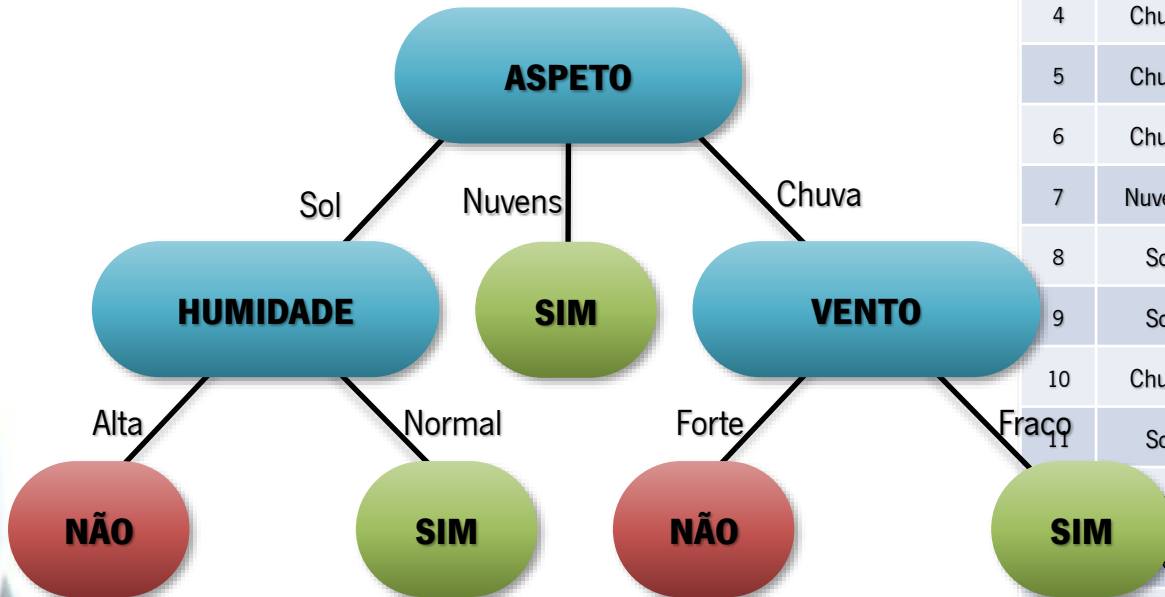 ASPETO
Sol
Nuvens
Chuva
HUMIDADE
SIM
VENTO
Alta
Normal
Forte
Fraco
NÃO
SIM
NÃO
SIM
4
5
6
7
8
9
10
11